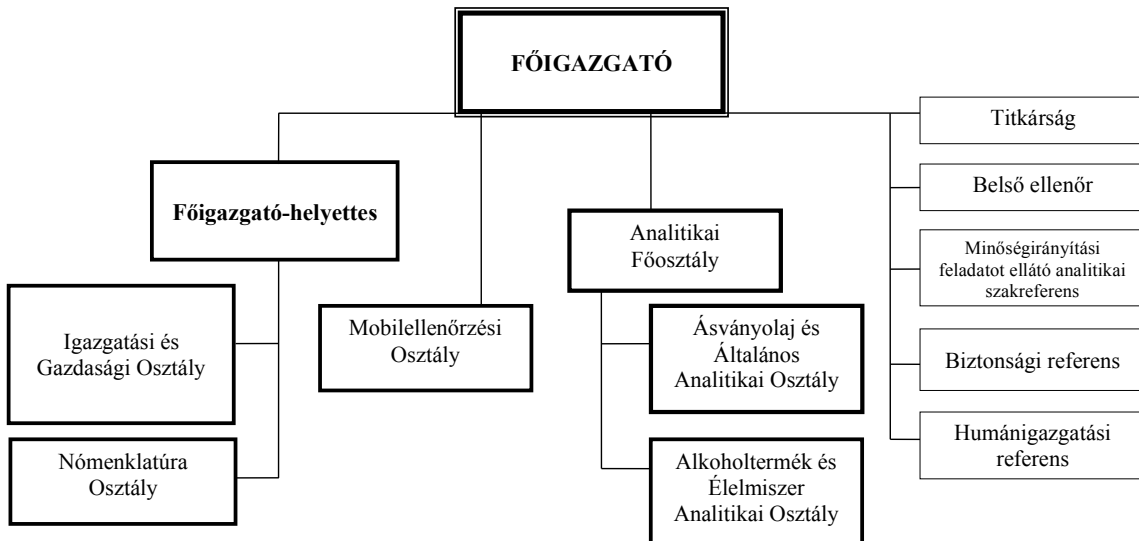 FŐIGAZGATÓ
Titkárság
Főigazgató-helyettes
Belső ellenőr
Analitikai
Főosztály
Minőségirányítási
feladatot ellátó analitikai
szakreferens
Igazgatási és
Gazdasági Osztály
Mobilellenőrzési
Osztály
Ásványolaj és
Általános
Analitikai Osztály
Biztonsági referens
Nómenklatúra
Osztály
Alkoholtermék és
Élelmiszer
Analitikai Osztály
Humánigazgatási
referens